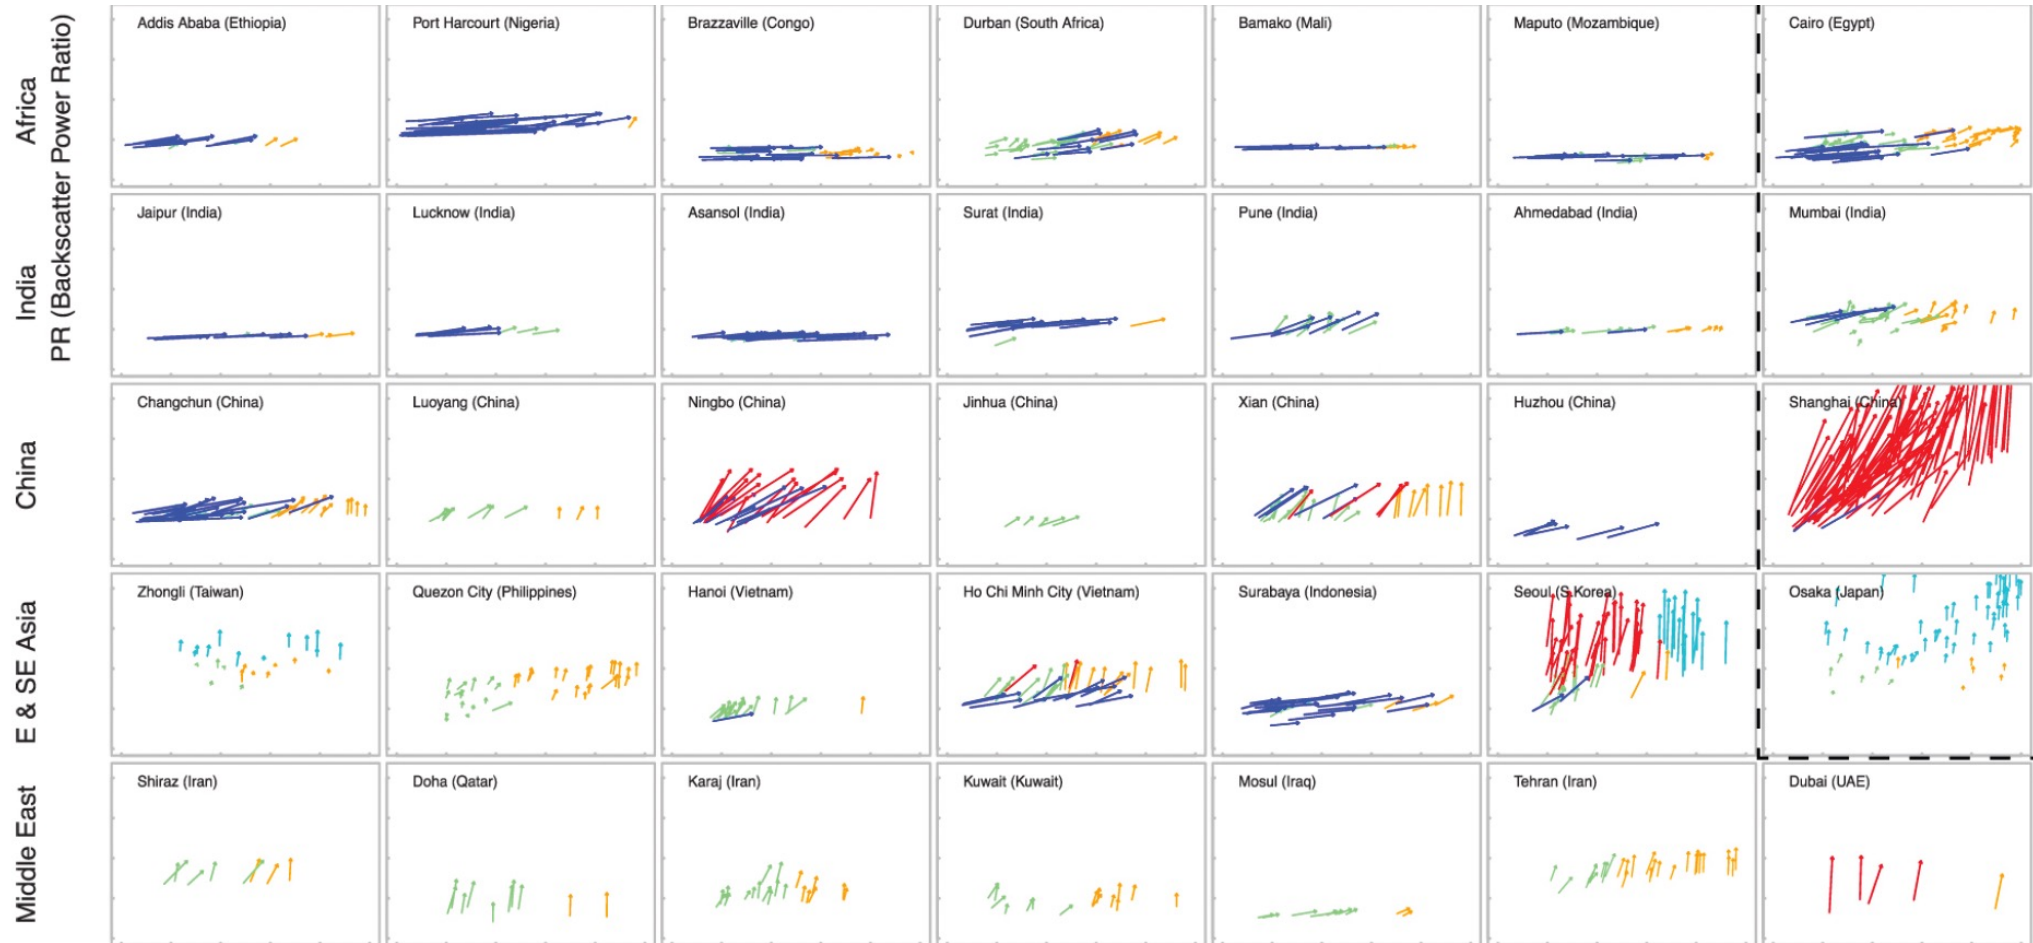 Africa
PR (Backscatter Power Ratio)
Addis Ababa (Ethiopia)
Port Harcourt (Nigeria)
Brazzaville (Congo)
Durban (South Africa)
Bamako (Mali)
Maputo (Mozambique)
Cairo (Egypt)
India
Jaipur (India)
Lucknow (India)
Asansol (India)
Surat (India)
Pune (India)
Ahmedabad (India)
Mumbai (India)
China
Changchun (China)
Luoyang (China)
Ningbo (China)
Jinhua (China)
Xian (China)
Huzhou (China)
Shanghai (China)
E & SE Asia
Zhongli (Taiwan)
Quezon City (Philippines)
Hanoi (Vietnam)
Ho Chi Minh City (Vietnam)
Surabaya (Indonesia)
Seoul (S.Korea)
Osaka (Japan)
Middle East
Shiraz (Iran)
Doha (Qatar)
Karaj (Iran)
Kuwait (Kuwait)
Mosul (Iraq)
Tehran (Iran)
Dubai (UAE)